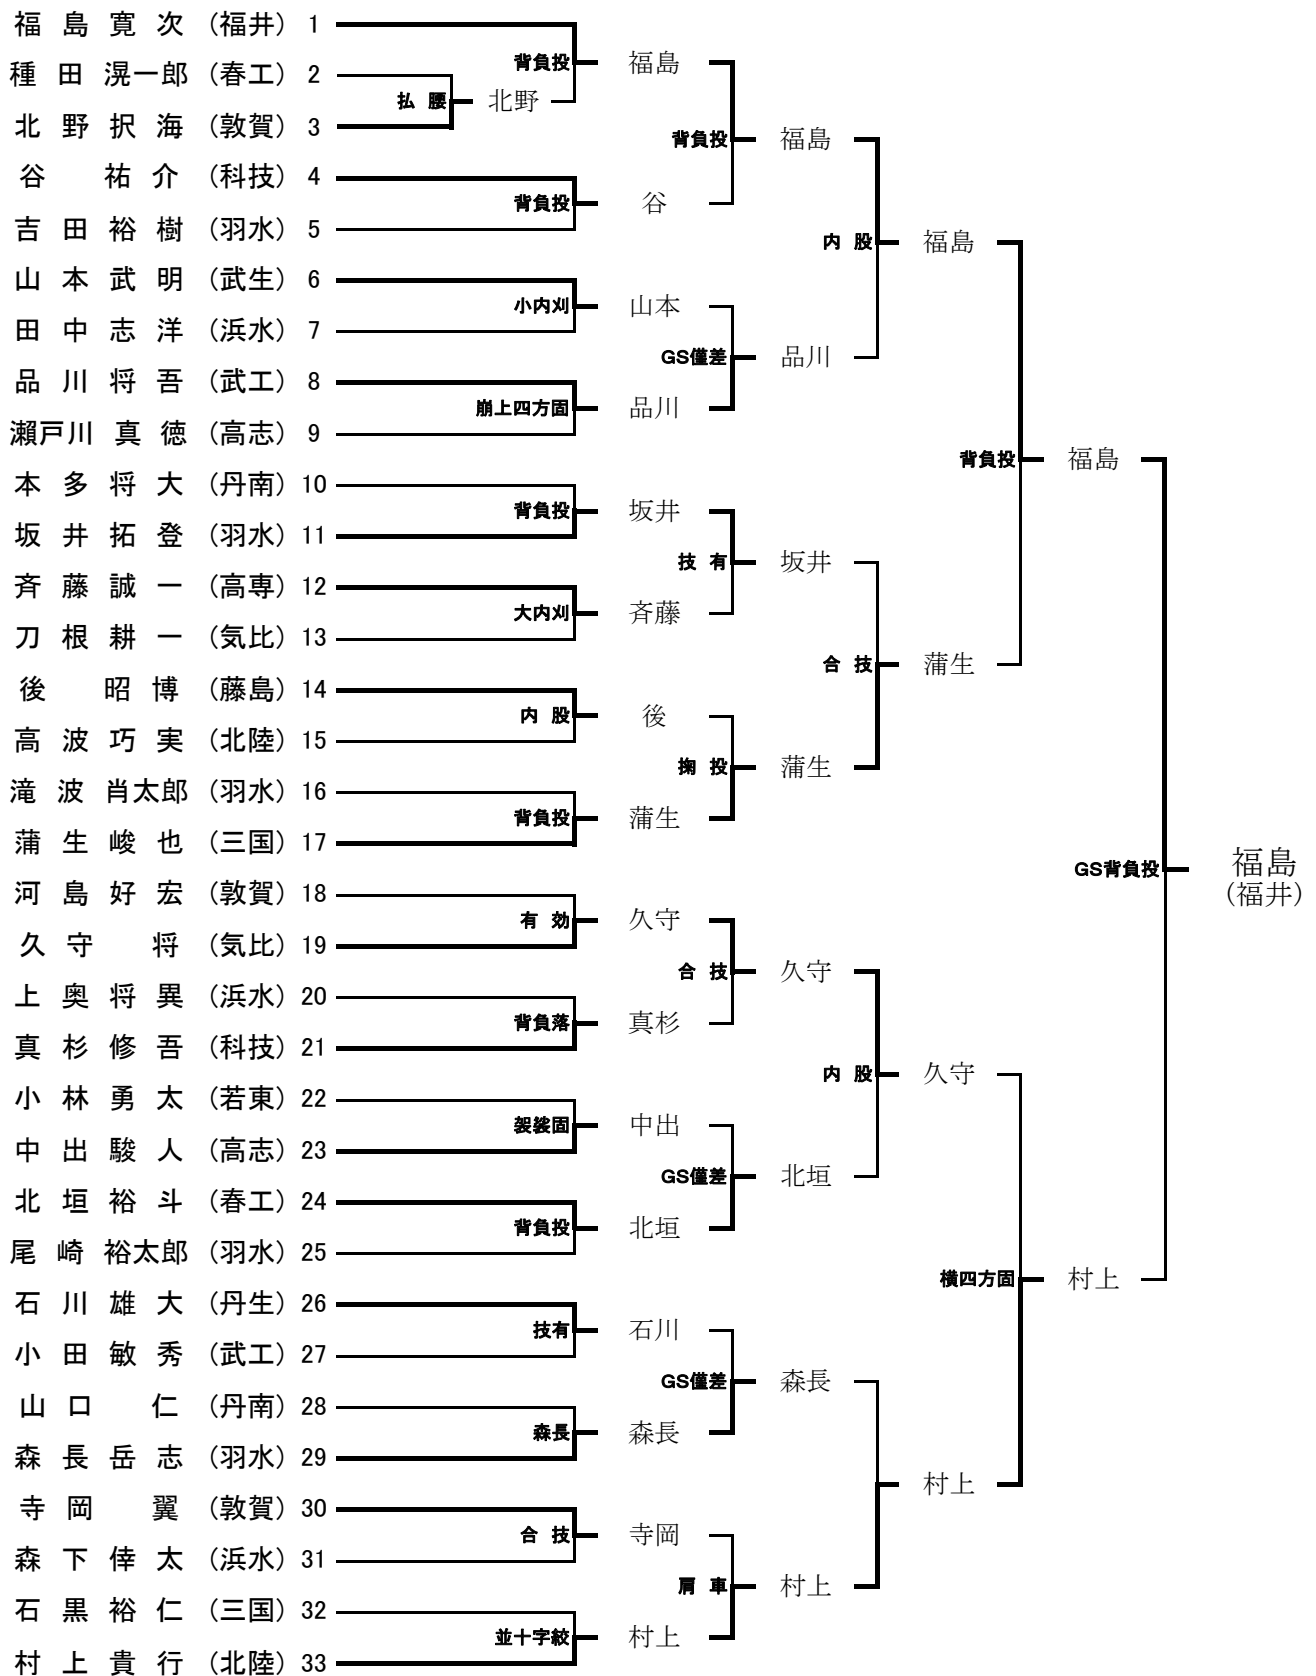 福島寛次（福井）1
種田滉一郎（春工）2
北野択海（敦賀）3
谷祐介（科技）4
吉田裕樹（羽水）5
山本武明（武生）6
田中志洋（浜水）7
品川将吾（武工）8
瀬戸川真徳（高志）9
本多将大（丹南）10
坂井拓登（羽水）11
斉藤誠一（高専）12
刀根耕一（気比）13
後昭博（藤島）14
高波巧実（北陸）15
滝波肖太郎（羽水）16
蒲生峻也（三国）17
河島好宏（敦賀）18
久守将（気比）19
上奥将異（浜水）20
真杉修吾（科技）21
小林勇太（若東）22
中出駿人（高志）23
北垣裕斗（春工）24
尾崎裕太郎（羽水）25
石川雄大（丹生）26
小田敏秀（武工）27
山口仁（丹南）28
森長岳志（羽水）29
寺岡翼（敦賀）30
森下倖太（浜水）31
石黒裕仁（三国）32
村上貴行（北陸）33
払腰
北野
背負投
背負投
小内刈
崩上四方固
背負投
大内刈
内股
背負投
有効
背負落
袈裟固
背負投
技有
森長
合技
並十字絞
福島
谷
山本
品川
坂井
斉藤
後
蒲生
久守
真杉
中出
北垣
石川
森長
寺岡
村上
背負投
GS僅差
技有
掬投
合技
GS僅差
GS僅差
肩車
福島
品川
坂井
蒲生
久守
北垣
森長
村上
内股
合技
内股
福島
蒲生
久守
村上
背負投
横四方固
福島
村上
GS背負投
福島
（福井）